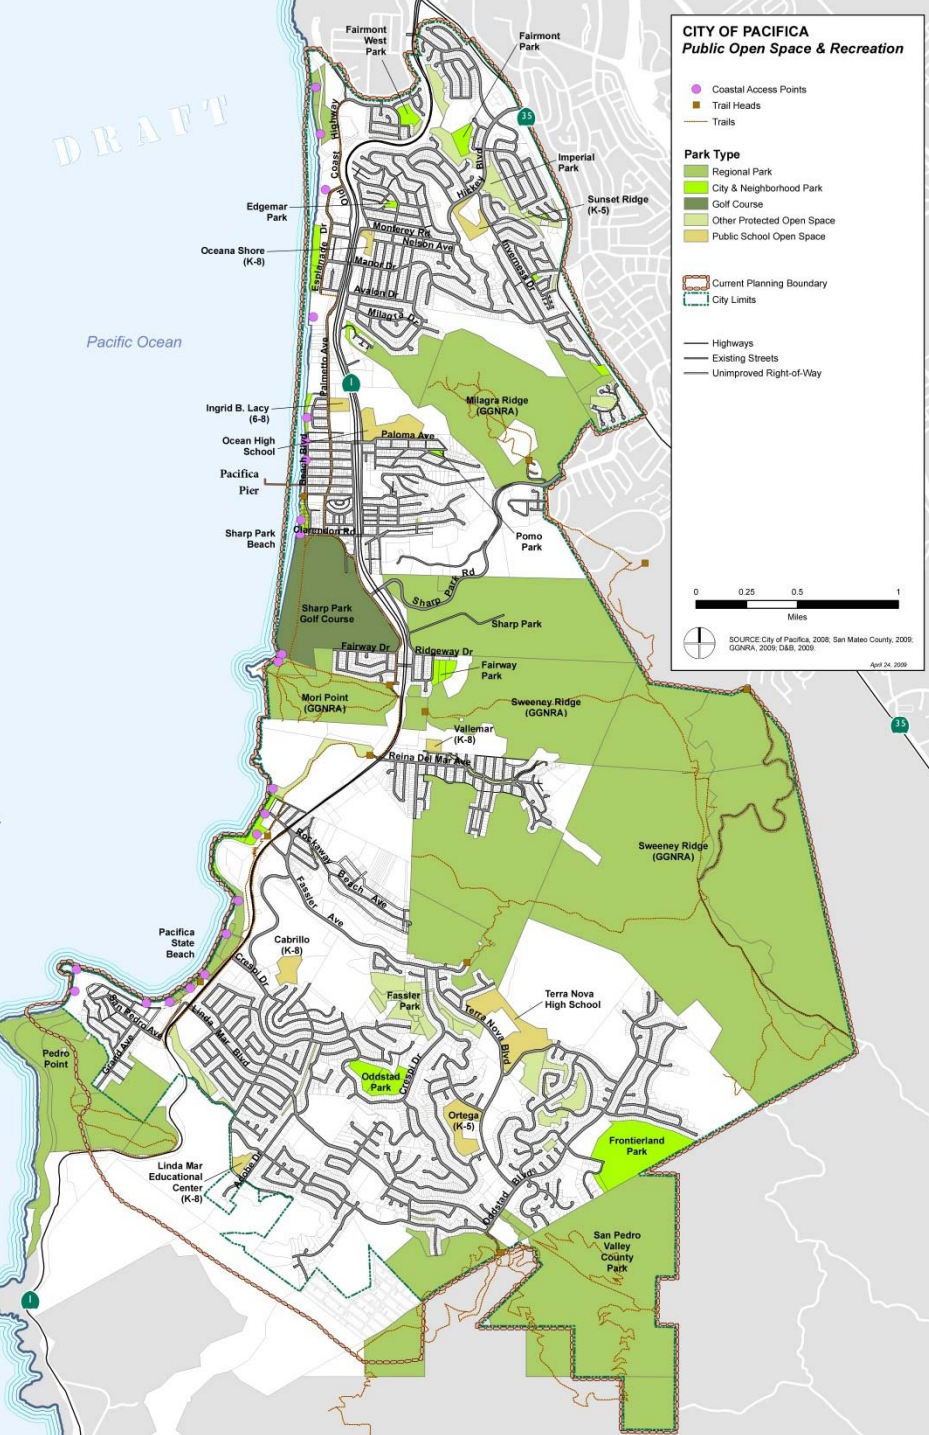 CITY OF PACIFICA
Public Open Space & Recreation
Coastal Access Points
Trail Heads
Trails
Park Type
Regional Park
City & Neighborhood Park
Golf Course
Other Protected Open Space
Public School Open Space
Current Planning Boundary
City Limits
Highways
Existing Streets
Unimproved Right-of-Way
0
0.25
0.5
1
Miles
SOURCE:City of Pacifica, 2008; San Mateo County, 2009;
GGNRA, 2009; D&B, 2009.
April 24, 2009
DRAFT
Pacific Ocean
Fairmont
West
Park
Fairmont
Park
35
Coast Highway
Old
Hickey Blvd
Imperial
Park
Sunset Ridge
(K-5)
Edgemar
Park
Monterey Rd
Nelson Ave
Oceana Shore
(K-8)
Esplanade Dr
Manor Dr
Inverness Dr
Avalon Dr
Milagra Dr
Palmetto Ave
1
Milagra Ridge
(GGNRA)
Ingrid B. Lacy
(6-8)
Ocean High
School
Paloma Ave
Beach Blvd
Pacifica
Pier
Sharp Park
Beach
Clarendon Rd
Pomo
Park
Sharp Park Rd
Sharp Park
Golf Course
Sharp Park
Fairway Dr
Ridgeway Dr
Fairway
Park
Mori Point
(GGNRA)
Sweeney Ridge
(GGNRA)
Vallemar
(K-8)
Reina Del Mar Ave
35
Rockaway Beach Ave
Sweeney Ridge
(GGNRA)
Fassler Ave
Pacifica
State
Beach
Cabrillo
(K-8)
Crespi Dr
Fassler
Park
Terra Nova
High School
Terra Nova Blvd
San Pedro Ave
Grand Ave
Linda Mar Blvd
Pedro
Point
Oddstad
Park
Crespi Dr
Ortega
(K-5)
Frontierland
Park
Linda Mar
Educational
Center
(K-8)
Adobe Dr
Oddstad Blvd
San Pedro
Valley
County
Park
1